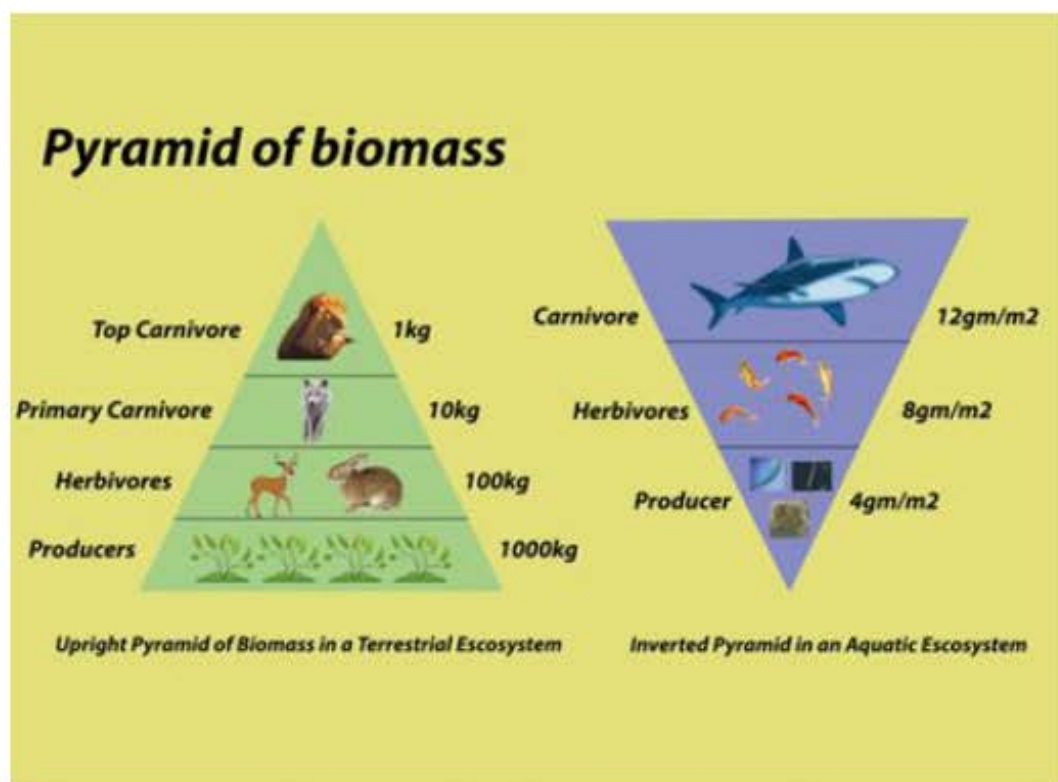 Pyramid of biomass
Top Carnivore 1kg
Primary Carnivore 10kg
Herbivores 100kg
Producers 1000kg
Upright Pyramid of Biomass in a Terrestrial Escosystem
Carnivore 12gm/m2
Herbivores 8gm/m2
Producer 4gm/m2
Inverted Pyramid in an Aquatic Escosystem